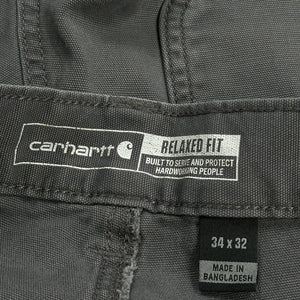 carhartt
RELAXED FIT
BUILT TO SERVE AND PROTECT
HARDWORKING PEOPLE
34 x 32
MADE IN
BANGLADESH